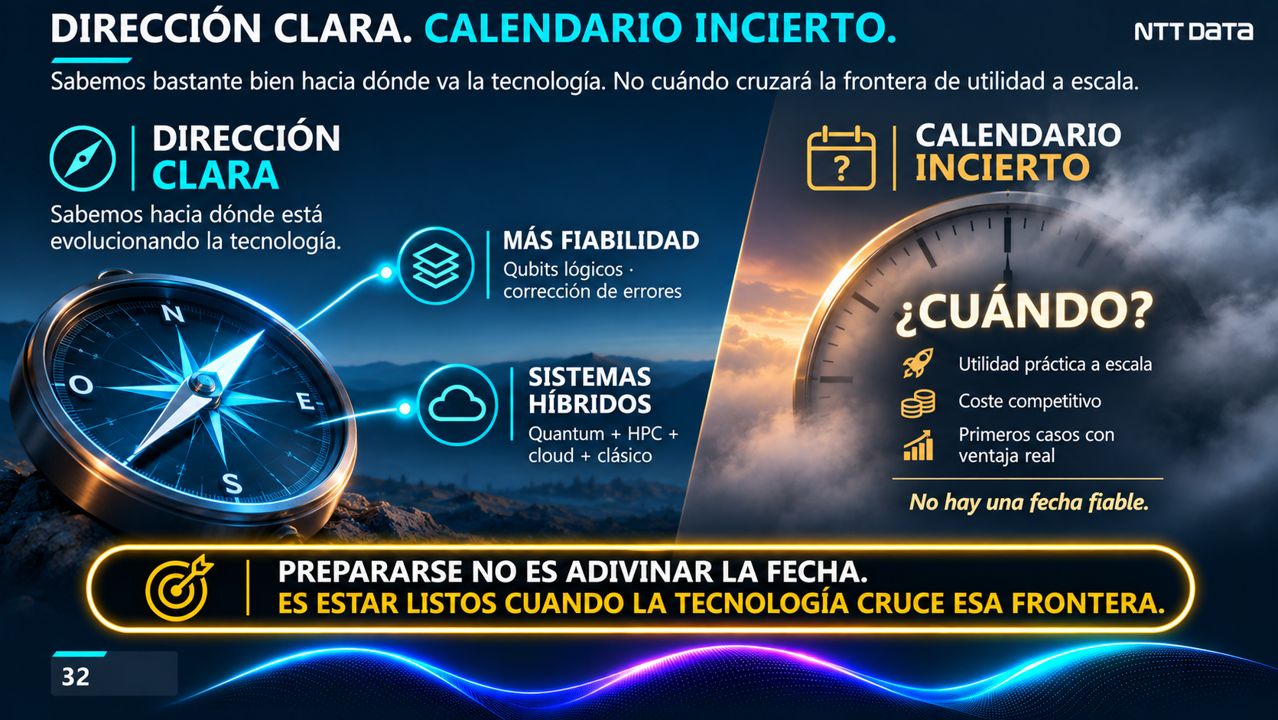 DIRECCIÓN CLARA. CALENDARIO INCIERTO.
NTT DATA
Sabemos bastante bien hacia dónde va la tecnología. No cuándo cruzará la frontera de utilidad a escala.
DIRECCIÓN
CLARA
Sabemos hacia dónde está
evolucionando la tecnología.
N
O
E
S
MÁS FIABILIDAD
Qubits lógicos ·
corrección de errores
SISTEMAS
HÍBRIDOS
Quantum + HPC +
cloud + clásico
?
CALENDARIO
INCIERTO
¿CUÁNDO?
Utilidad práctica a escala
Coste competitivo
Primeros casos con
ventaja real
No hay una fecha fiable.
PREPARARSE NO ES ADIVINAR LA FECHA.
ES ESTAR LISTOS CUANDO LA TECNOLOGÍA CRUCE ESA FRONTERA.
32